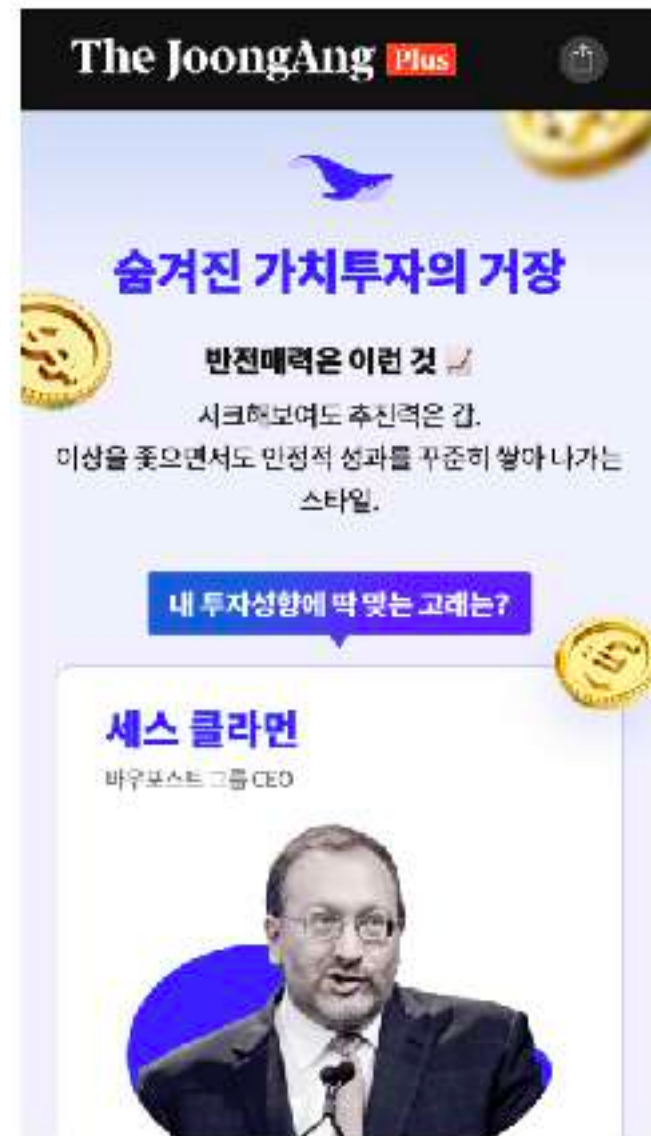 The JoongAng Plus
숨겨진 가치투자의 거장
반전매력은 이런 것
시크해보여도 추진력은 갑.
이상을 좇으면서도 안정적 성과를 꾸준히 쌓아 나가는
스타일.
내 투자성향에 딱 맞는 고래는?
세스 클라먼
바우포스트 그룹 CEO